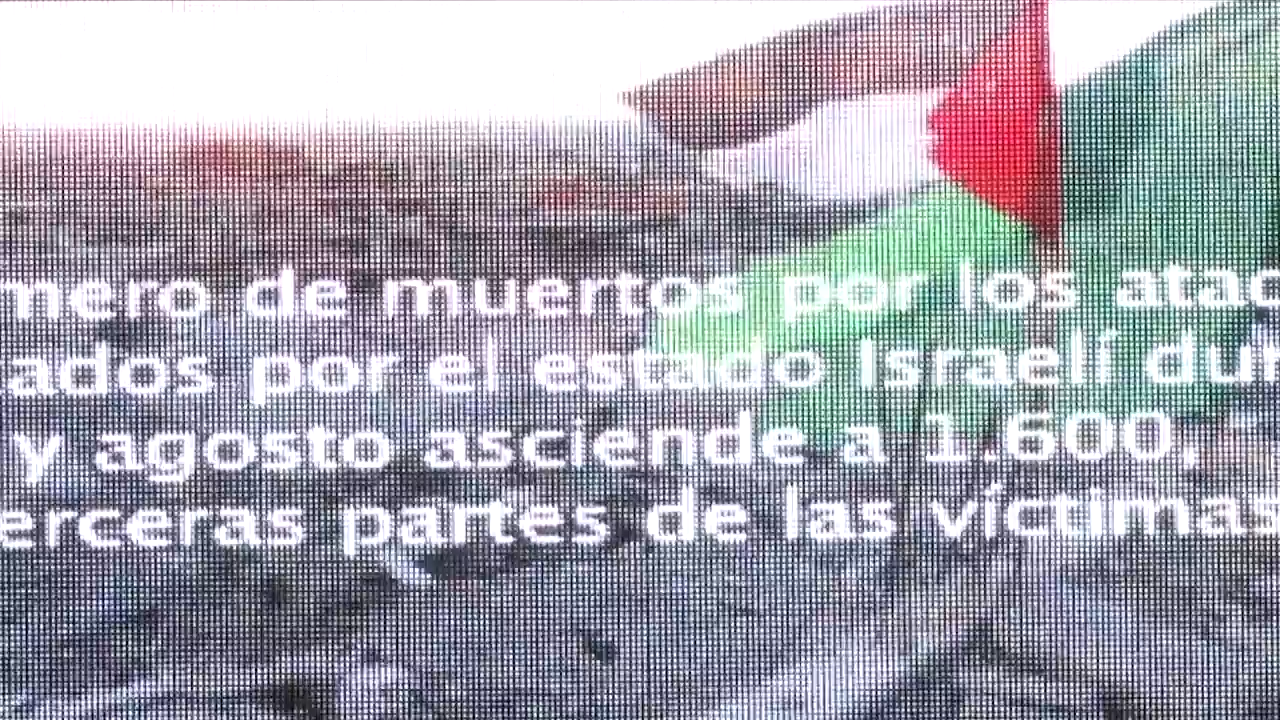 mero de muertos por los atac
ados por el estado Israelí dur
y agosto asciende a 1.600,
erceras partes de las víctimas